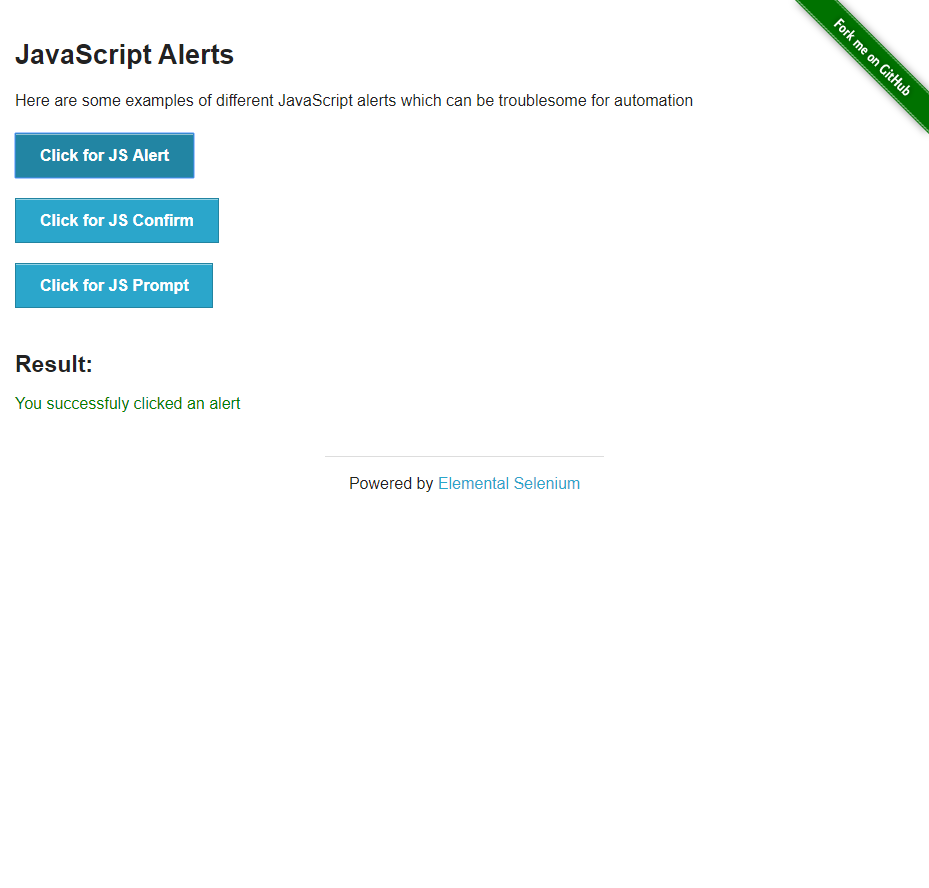 Fork me on GitHub
JavaScript Alerts
Here are some examples of different JavaScript alerts which can be troublesome for automation
Click for JS Alert
Click for JS Confirm
Click for JS Prompt
Result:
You successfuly clicked an alert
Powered by Elemental Selenium